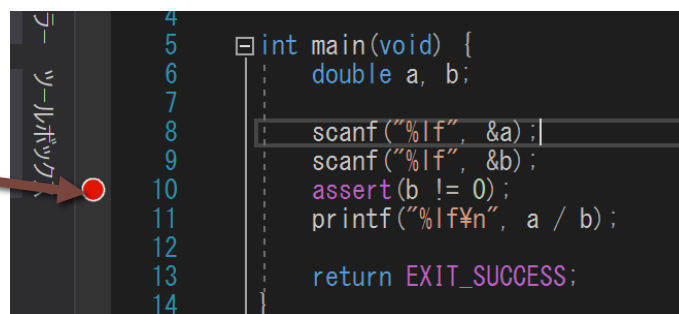 ラー ツールボックス
4
5 int main(void) {
6 double a, b;
7
8 scanf("%lf", &a);
9 scanf("%lf", &b);
10 assert(b != 0);
11 printf("%lf¥n", a / b);
12
13 return EXIT_SUCCESS;
14 }